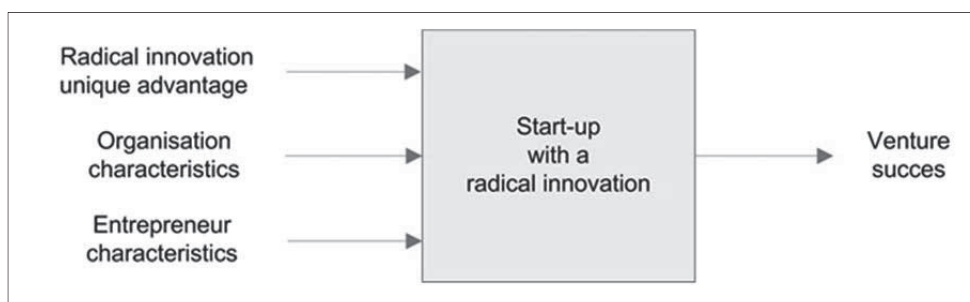 Radical innovation
unique advantage
Organisation
characteristics
Entrepreneur
characteristics
Start-up
with a
radical innovation
Venture
succes